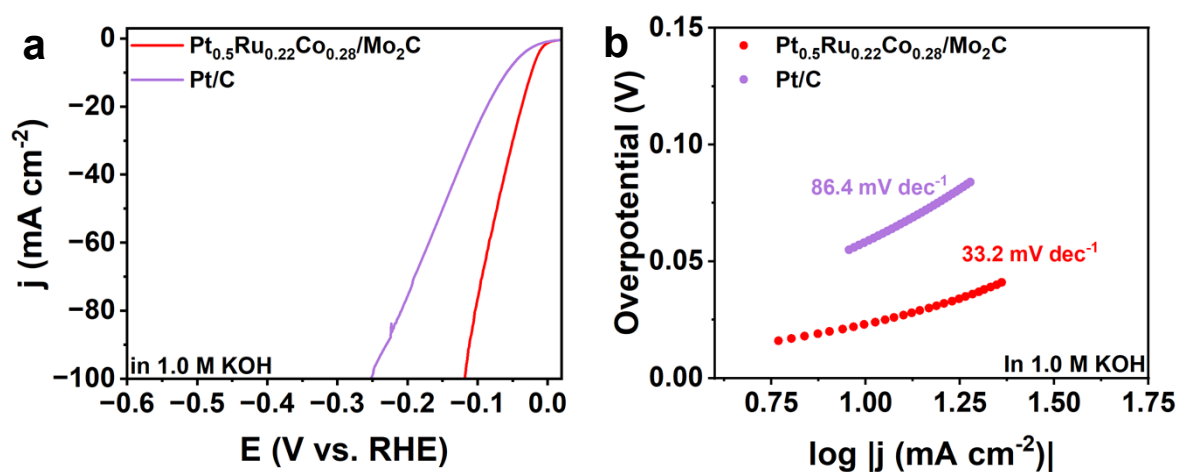 a
Pt₀.₅Ru₀.₂₂Co₀.₂₈/Mo₂C
Pt/C
0
−20
−40
−60
−80
−100
j (mA cm⁻²)
in 1.0 M KOH
−0.6 −0.5 −0.4 −0.3 −0.2 −0.1 0.0
E (V vs. RHE)
b
Pt₀.₅Ru₀.₂₂Co₀.₂₈/Mo₂C
Pt/C
0.15
0.10
0.05
0.00
Overpotential (V)
86.4 mV dec⁻¹
33.2 mV dec⁻¹
In 1.0 M KOH
0.75 1.00 1.25 1.50 1.75
log |j (mA cm⁻²)|